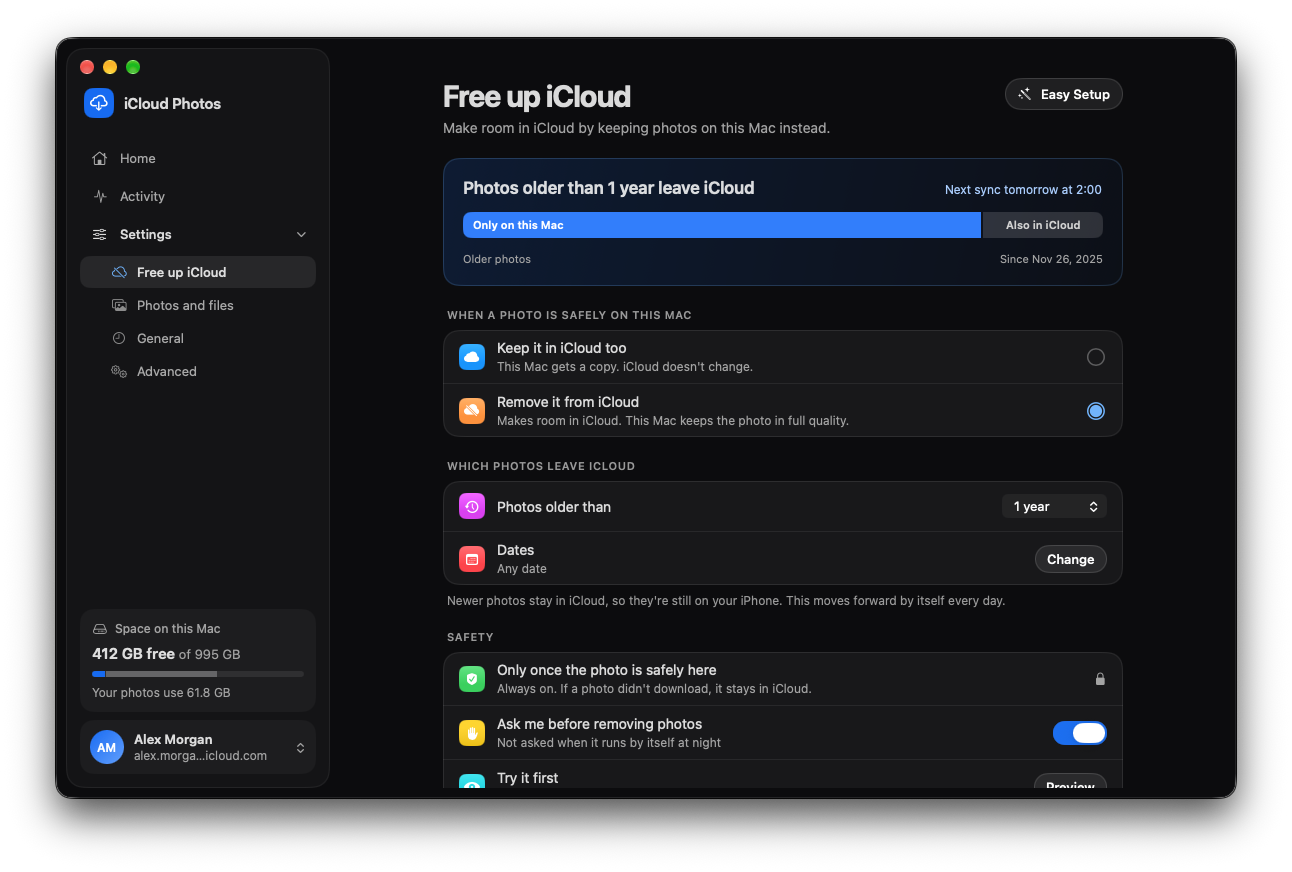 iCloud Photos
Home
Activity
Settings
Free up iCloud
Photos and files
General
Advanced
Space on this Mac
412 GB free of 995 GB
Your photos use 61.8 GB
AM
Alex Morgan
alex.morga...icloud.com
Free up iCloud
Easy Setup
Make room in iCloud by keeping photos on this Mac instead.
Photos older than 1 year leave iCloud
Next sync tomorrow at 2:00
Only on this Mac
Also in iCloud
Older photos
Since Nov 26, 2025
WHEN A PHOTO IS SAFELY ON THIS MAC
Keep it in iCloud too
This Mac gets a copy. iCloud doesn't change.
Remove it from iCloud
Makes room in iCloud. This Mac keeps the photo in full quality.
WHICH PHOTOS LEAVE ICLOUD
Photos older than
1 year
Dates
Any date
Change
Newer photos stay in iCloud, so they're still on your iPhone. This moves forward by itself every day.
SAFETY
Only once the photo is safely here
Always on. If a photo didn't download, it stays in iCloud.
Ask me before removing photos
Not asked when it runs by itself at night
Try it first
Preview